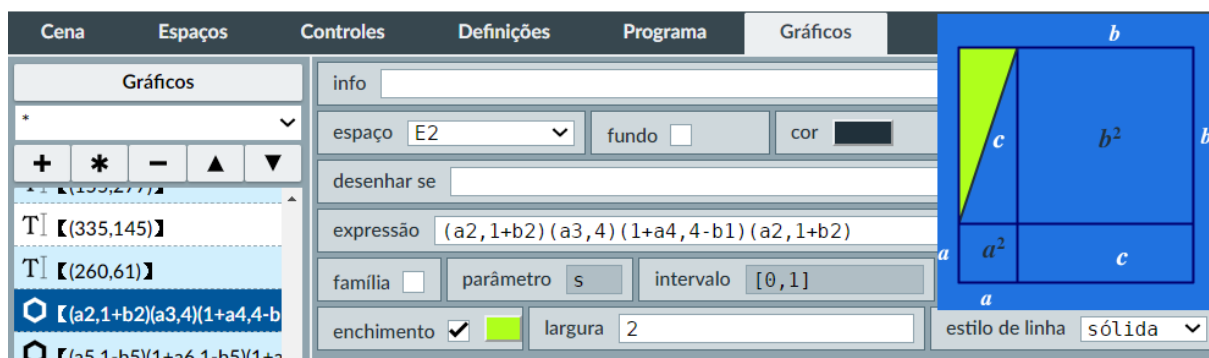 Cena Espaços Controles Definições Programa Gráficos
Gráficos
*
+ * − ▲ ▼
T 【(335,145)】
T 【(260,61)】
【(a2,1+b2)(a3,4)(1+a4,4-b
info
espaço E2 fundo cor
desenhar se
expressão (a2,1+b2)(a3,4)(1+a4,4-b1)(a2,1+b2)
família parâmetro s intervalo [0,1]
enchimento largura 2 estilo de linha sólida
b
c b² b
a a² c
a